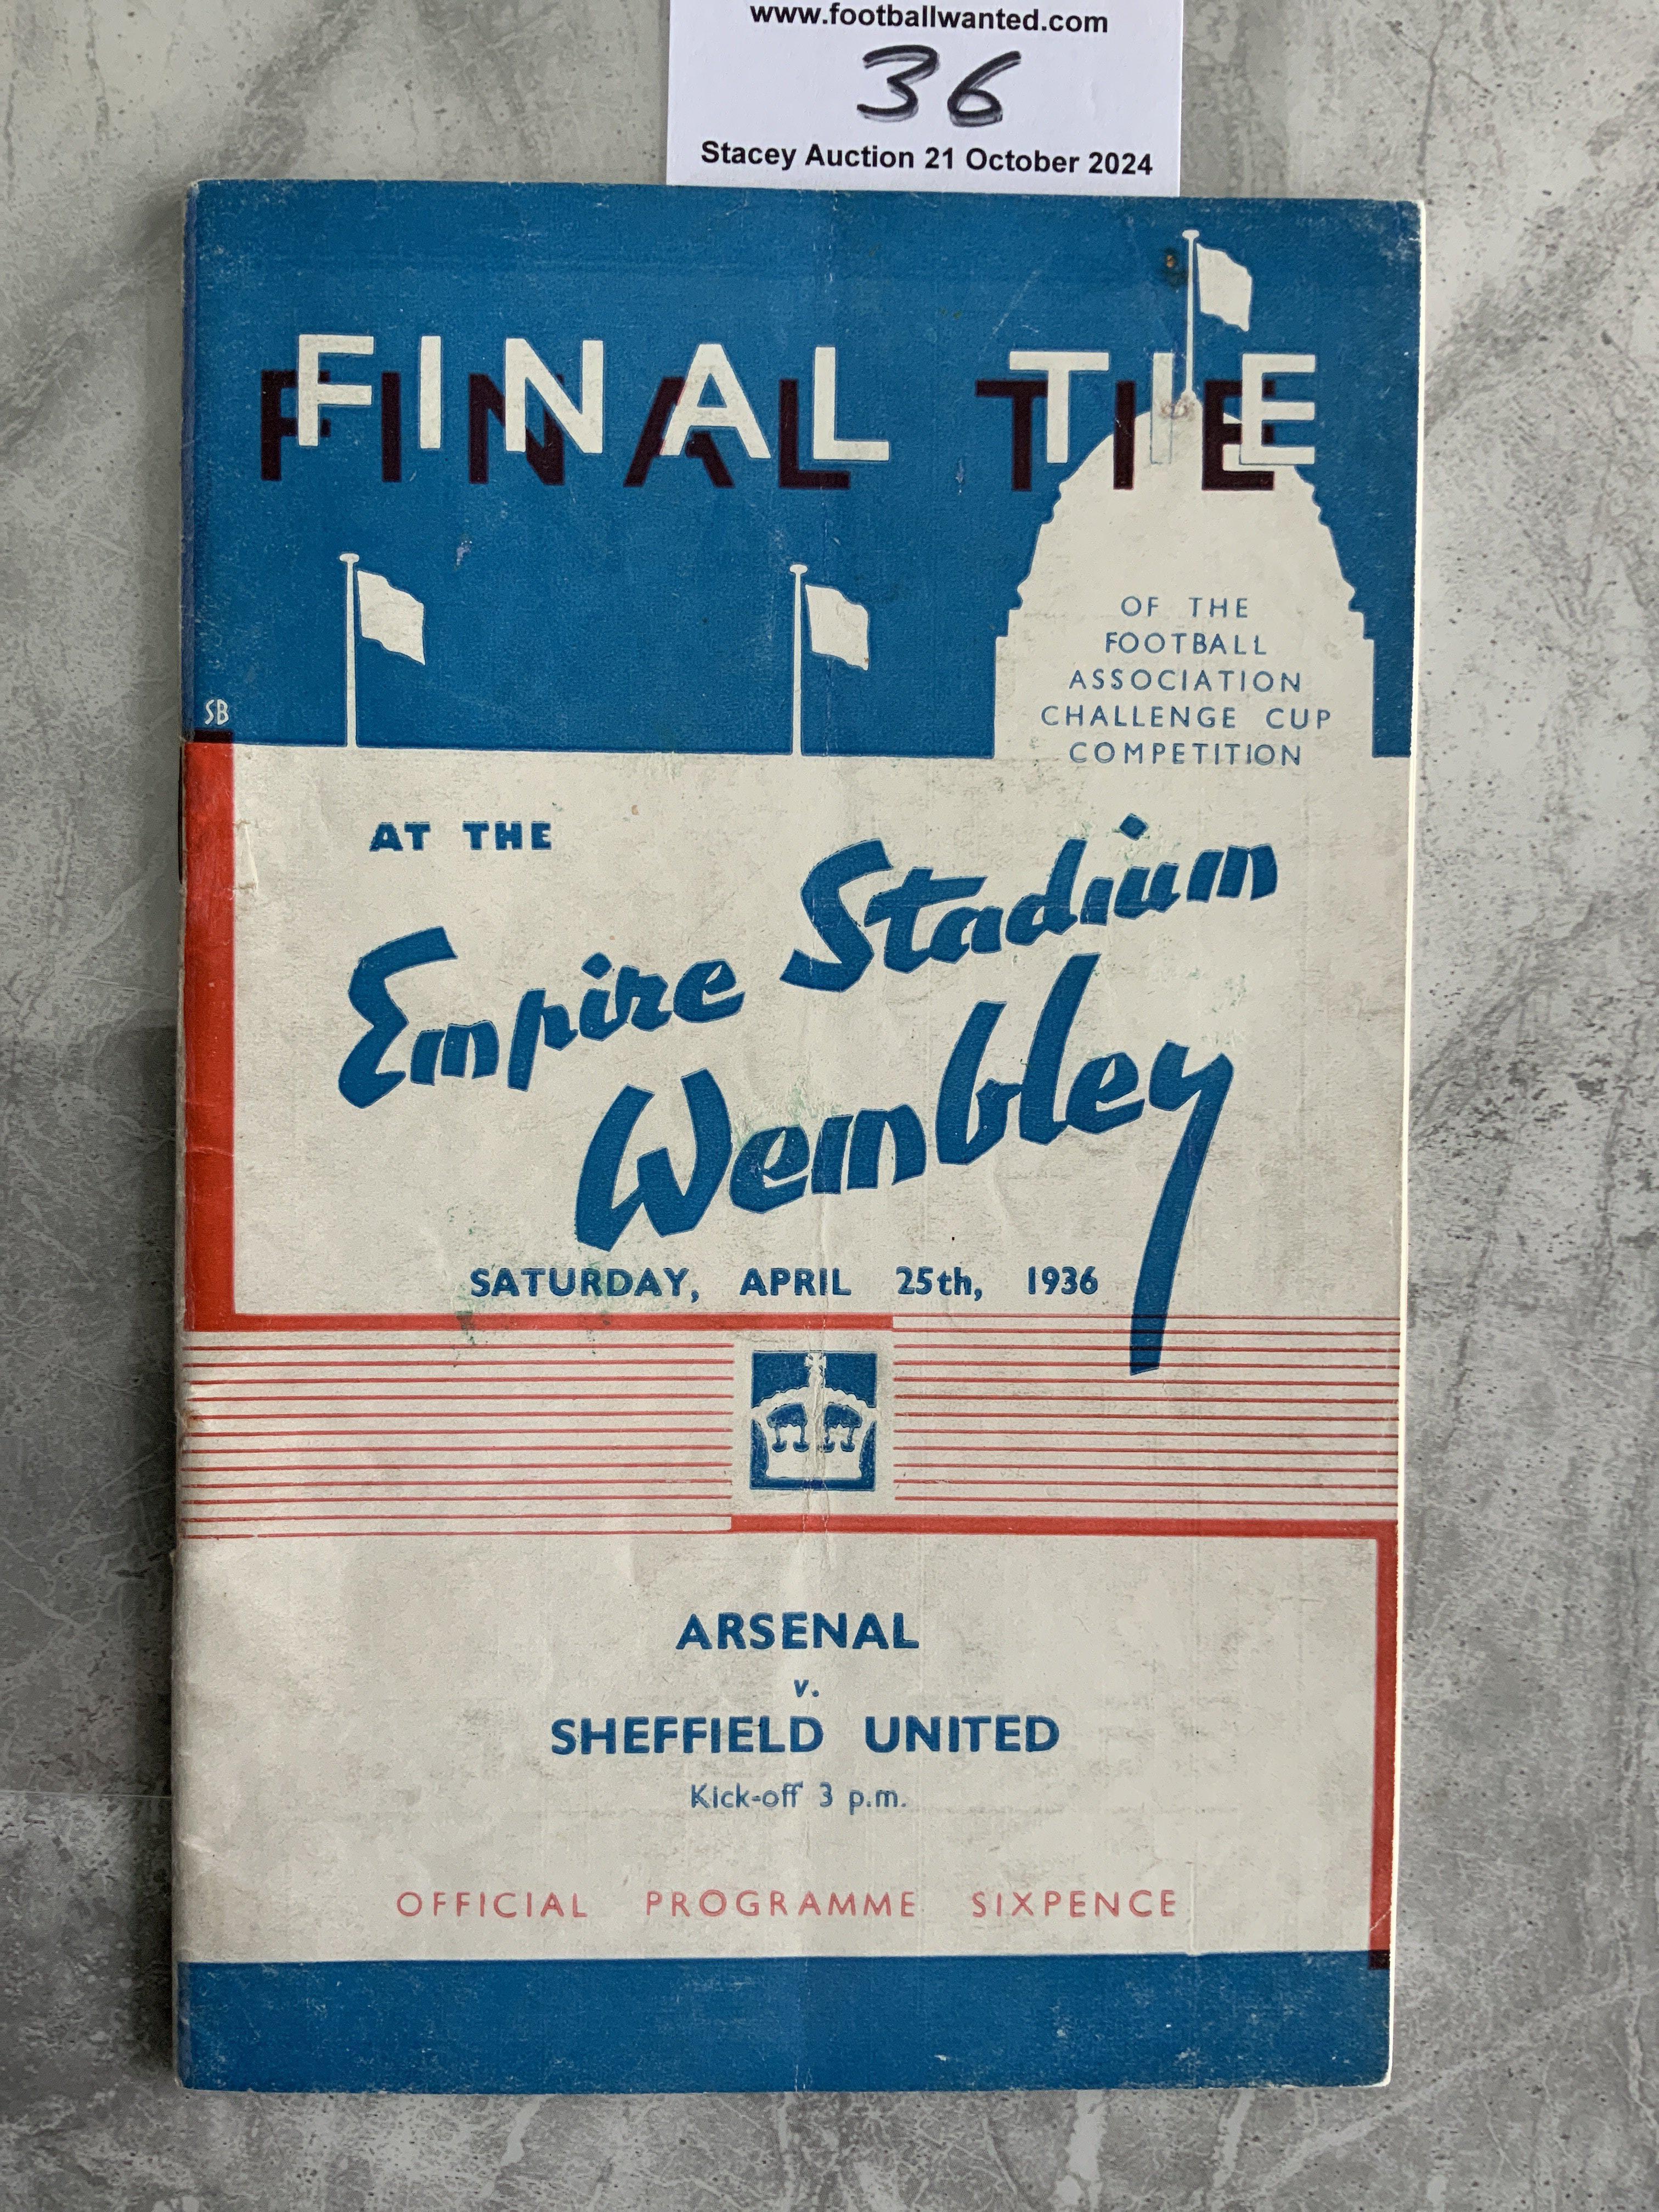 www.footballwanted.com
36
Stacey Auction 21 October 2024
FINAL TIE
OF THE
FOOTBALL
ASSOCIATION
CHALLENGE CUP
COMPETITION
SB
AT THE
Empire Stadium
Wembley
SATURDAY, APRIL 25th, 1936
ARSENAL
v.
SHEFFIELD UNITED
Kick-off 3 p.m.
OFFICIAL PROGRAMME SIXPENCE